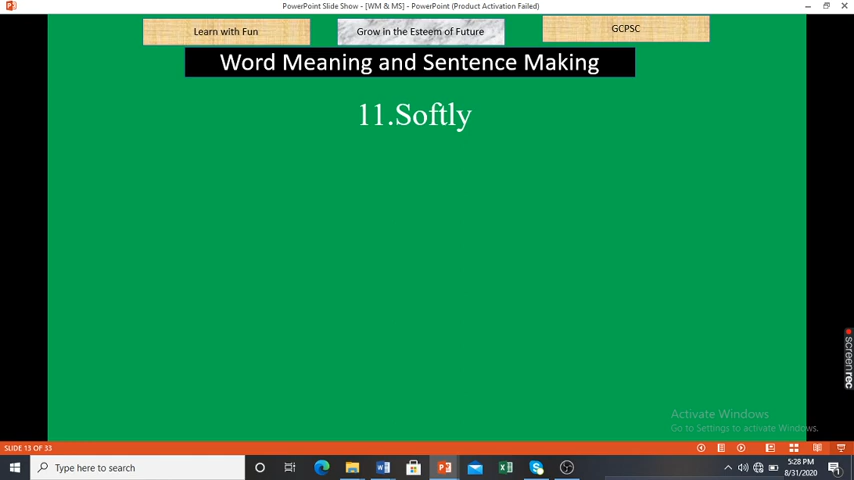 PowerPoint Slide Show - [WM & MS] - PowerPoint (Product Activation Failed)
Learn with Fun
Grow in the Esteem of Future
GCPSC
Word Meaning and Sentence Making
11.Softly
screenrec
Activate Windows
Go to Settings to activate Windows.
SLIDE 13 OF 33
Type here to search
5:28 PM
8/31/2020
1